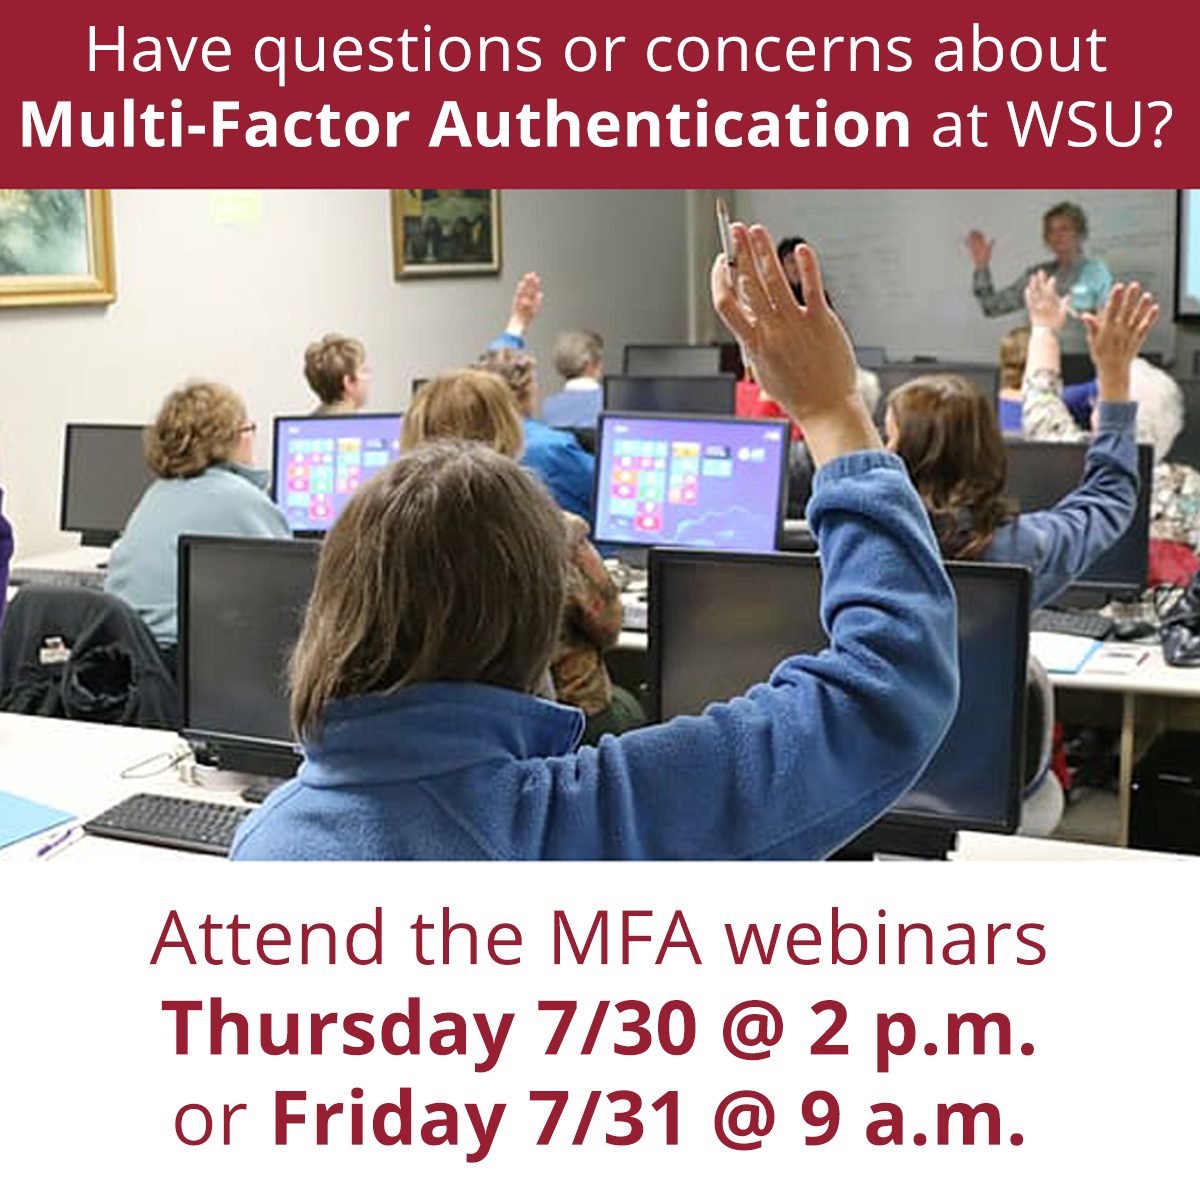 Have questions or concerns about
Multi-Factor Authentication at WSU?
Attend the MFA webinars
Thursday 7/30 @ 2 p.m.
or Friday 7/31 @ 9 a.m.